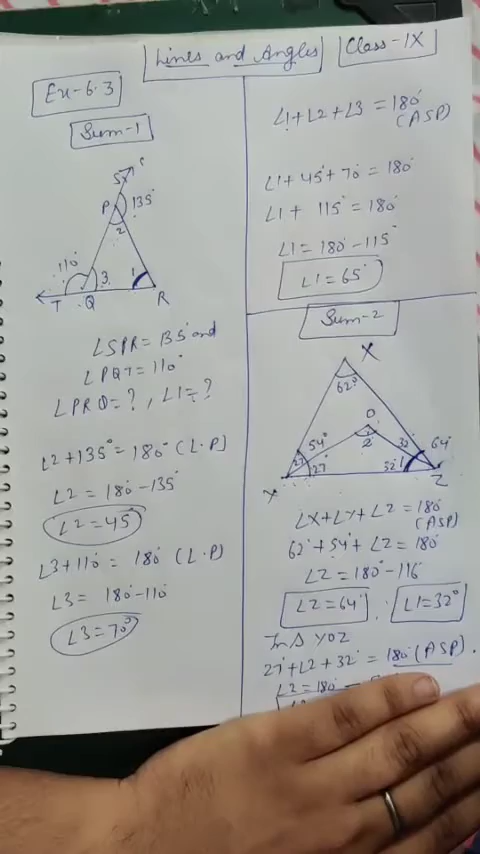 Lines and Angles
Class-IX
Ex-6.3
Sum-1
S
P
135°
2
110°
3
1
T
Q
R
∠SPR = 135° and
∠PQT = 110°
∠PRQ = ?, ∠1 = ?
∠2 + 135° = 180° (L.P)
∠2 = 180 - 135°
∠2 = 45°
∠3 + 110° = 180° (L.P)
∠3 = 180 - 110°
∠3 = 70°
∠1 + ∠2 + ∠3 = 180°
(ASP)
∠1 + 45° + 70° = 180°
∠1 + 115° = 180°
∠1 = 180° - 115°
∠1 = 65°
Sum-2
X
62°
O
2
54°
32
64°
27
27°
32°
1
Y
Z
∠X + ∠Y + ∠Z = 180°
(ASP)
62° + 54° + ∠Z = 180°
∠Z = 180° - 116
∠Z = 64°
∠1 = 32°
In Δ YOZ
27° + ∠2 + 32° = 180° (ASP).
∠2 = 180° -